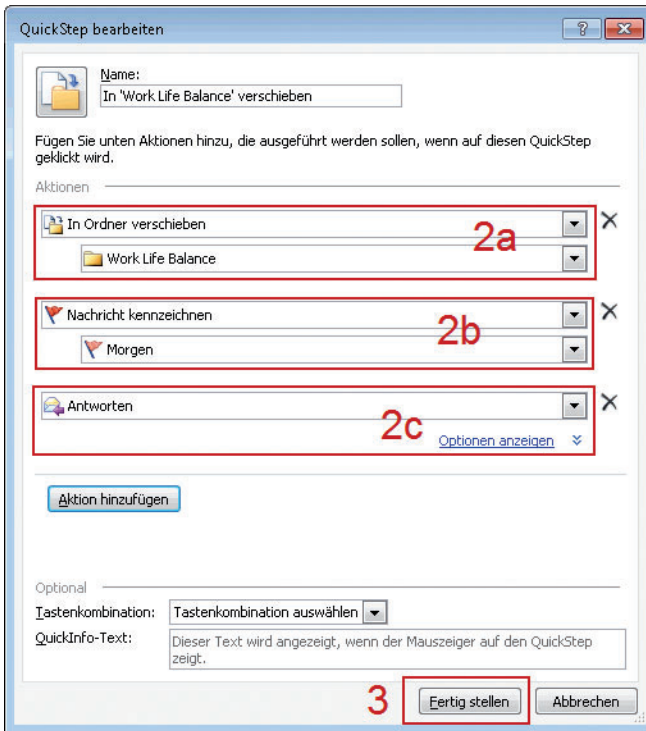 QuickStep bearbeiten
Name:
In 'Work Life Balance' verschieben
Fügen Sie unten Aktionen hinzu, die ausgeführt werden sollen, wenn auf diesen QuickStep
geklickt wird.
Aktionen
In Ordner verschieben
2a
Work Life Balance
Nachricht kennzeichnen
2b
Morgen
Antworten
2c
Optionen anzeigen
Aktion hinzufügen
Optional
Tastenkombination: Tastenkombination auswählen
QuickInfo-Text: Dieser Text wird angezeigt, wenn der Mauszeiger auf den QuickStep
zeigt.
3 Fertig stellen Abbrechen